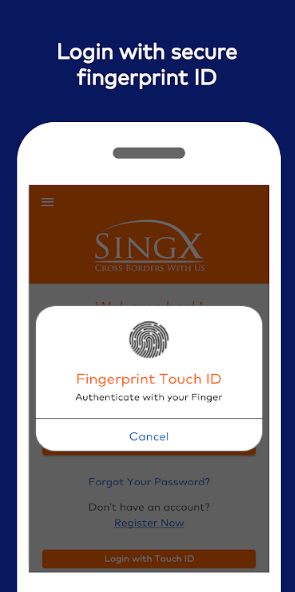 Login with secure
fingerprint ID
SINGX
CROSS BORDERS WITH US
Fingerprint Touch ID
Authenticate with your Finger
Cancel
Forgot Your Password?
Don't have an account?
Register Now
Login with Touch ID